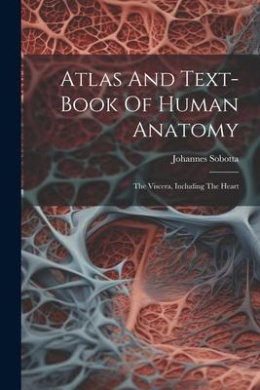 Atlas And Text-
Book Of Human
Anatomy
Johannes Sobotta
The Viscera, Including The Heart